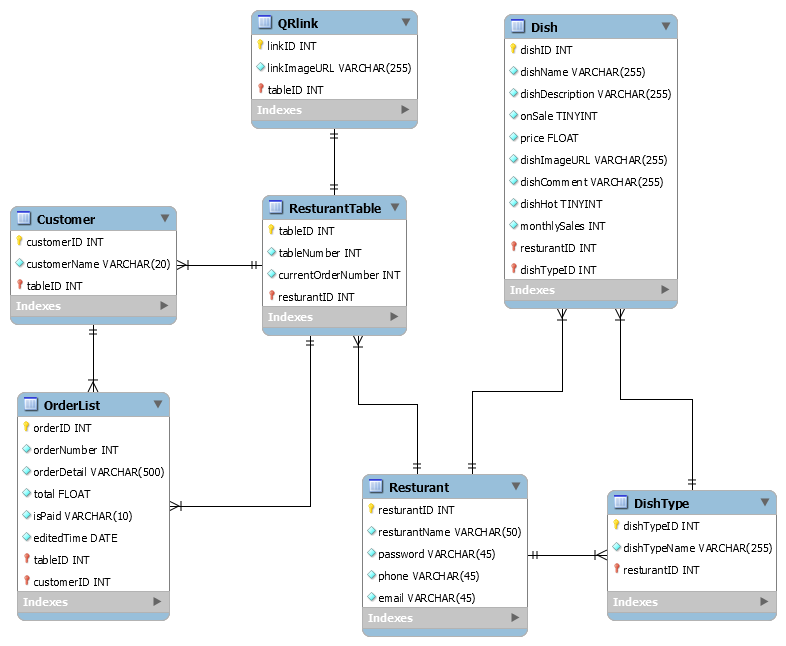 QRlink
linkID INT
linkImageURL VARCHAR(255)
tableID INT
Indexes
Dish
dishID INT
dishName VARCHAR(255)
dishDescription VARCHAR(255)
onSale TINYINT
price FLOAT
dishImageURL VARCHAR(255)
dishComment VARCHAR(255)
dishHot TINYINT
monthlySales INT
resturantID INT
dishTypeID INT
Indexes
Customer
customerID INT
customerName VARCHAR(20)
tableID INT
Indexes
ResturantTable
tableID INT
tableNumber INT
currentOrderNumber INT
resturantID INT
Indexes
OrderList
orderID INT
orderNumber INT
orderDetail VARCHAR(500)
total FLOAT
isPaid VARCHAR(10)
editedTime DATE
tableID INT
customerID INT
Indexes
Resturant
resturantID INT
resturantName VARCHAR(50)
password VARCHAR(45)
phone VARCHAR(45)
email VARCHAR(45)
Indexes
DishType
dishTypeID INT
dishTypeName VARCHAR(255)
resturantID INT
Indexes